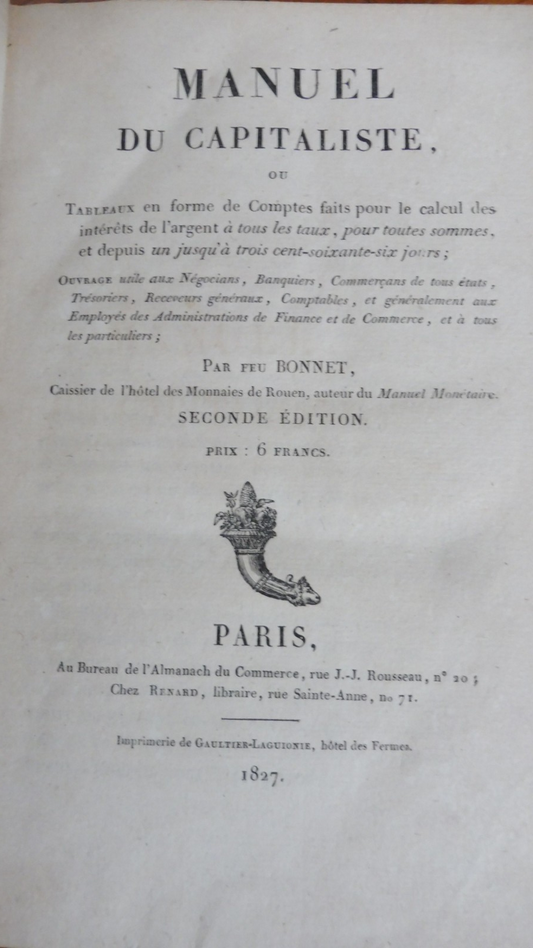 MANUEL
DU CAPITALISTE,
OU
TABLEAUX en forme de Comptes faits pour le calcul des
intérêts de l'argent à tous les taux, pour toutes sommes,
et depuis un jusqu'à trois cent-soixante-six jours;
OUVRAGE utile aux Négocians, Banquiers, Commerçans de tous états,
Trésoriers, Receveurs généraux, Comptables, et généralement aux
Employés des Administrations de Finance et de Commerce, et à tous
les particuliers;
PAR FEU BONNET,
Caissier de l'hôtel des Monnaies de Rouen, auteur du Manuel Monétaire.
SECONDE ÉDITION.
PRIX : 6 FRANCS.
PARIS,
Au Bureau de l'Almanach du Commerce, rue J.-J. Rousseau, n° 20;
Chez RENARD, libraire, rue Sainte-Anne, no 71.
Imprimerie de GAULTIER-LAGUIONIE, hôtel des Fermes.
1827.